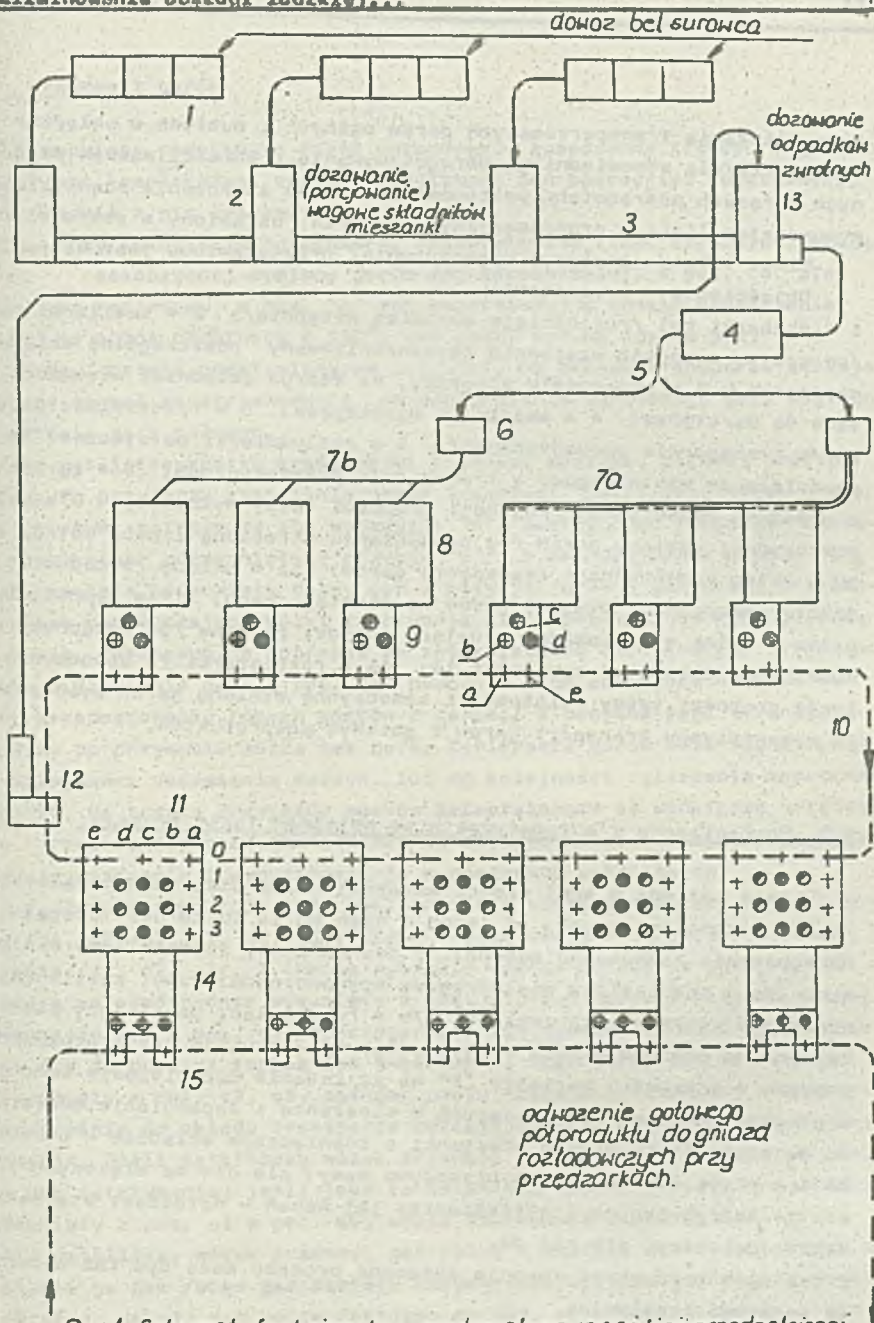 dowoz bel surowca
1
dozowanie
odpadków
zwrotnych
2
dozowanie
(porcjowanie)
wagowe składników
mieszanki
3
13
4
5
6
7b
7a
8
9
c
b
d
a
e
10
12
11
e d c b a
0
1
2
3
14
15
odwożenie gotowego
półproduktu do gniazd
rozładowczych przy
przędzarkach.